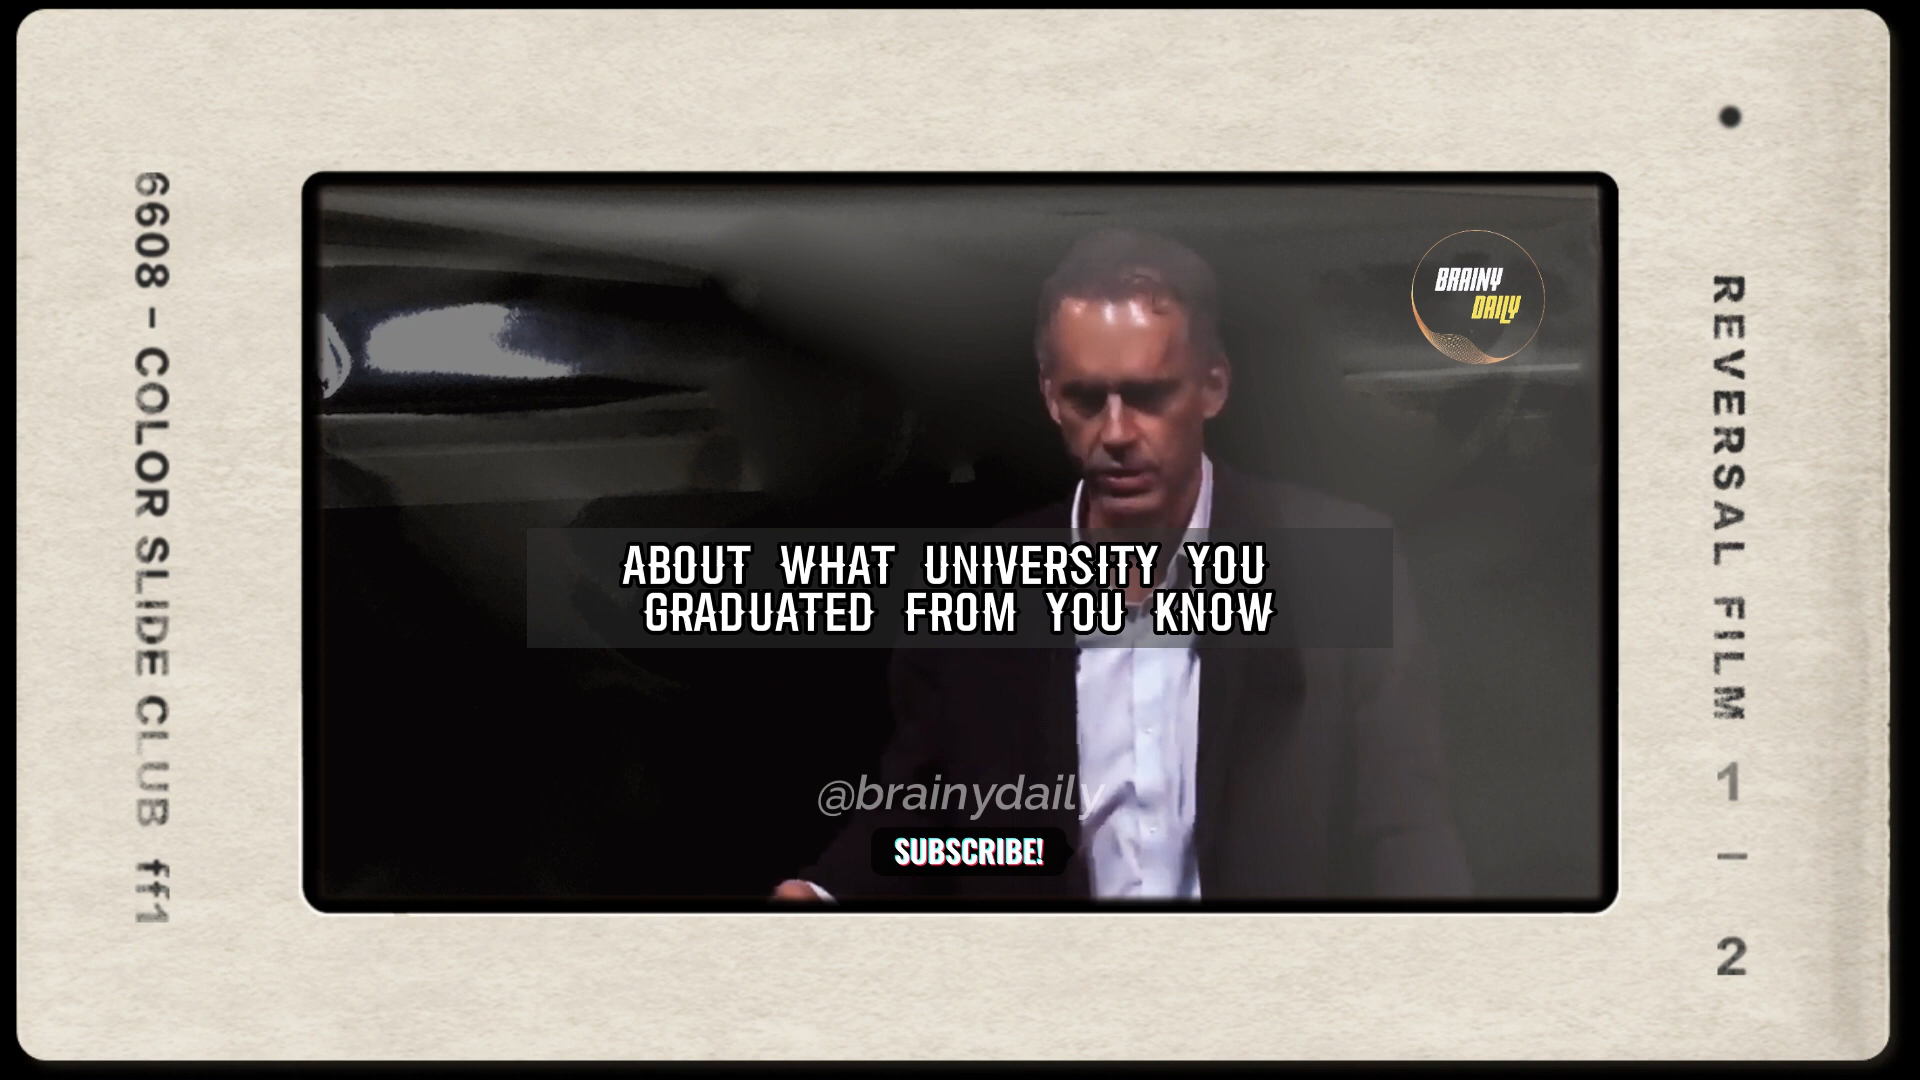 6608 - COLOR SLIDE CLUB ff1
BRAINY
DAILY
ABOUT WHAT UNIVERSITY YOU
GRADUATED FROM YOU KNOW
@brainydaily
SUBSCRIBE!
REVERSAL FILM 1 - 2